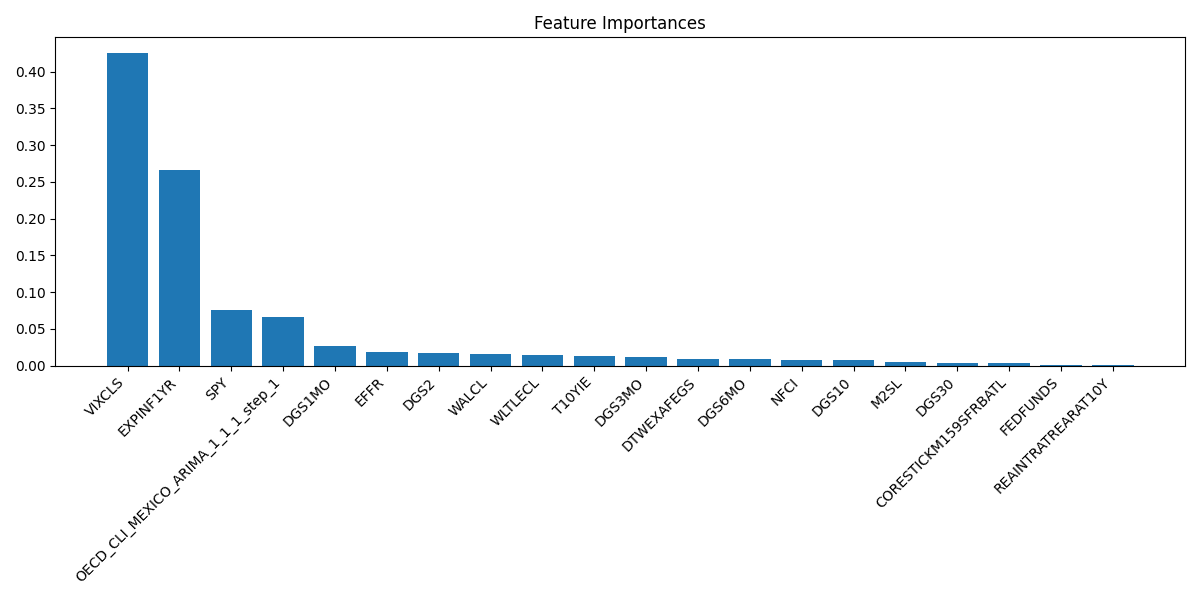 Feature Importances
0.40
0.35
0.30
0.25
0.20
0.15
0.10
0.05
0.00
VIXCLS
EXPINF1YR
SPY
OECD_CLI_MEXICO_ARIMA_1_1_1_step_1
DGS1MO
EFFR
DGS2
WALCL
WLTLECL
T10YIE
DGS3MO
DTWEXAFEGS
DGS6MO
NFCI
DGS10
M2SL
DGS30
CORESTICKM159SFRBATL
FEDFUNDS
REAINTRATREARAT10Y